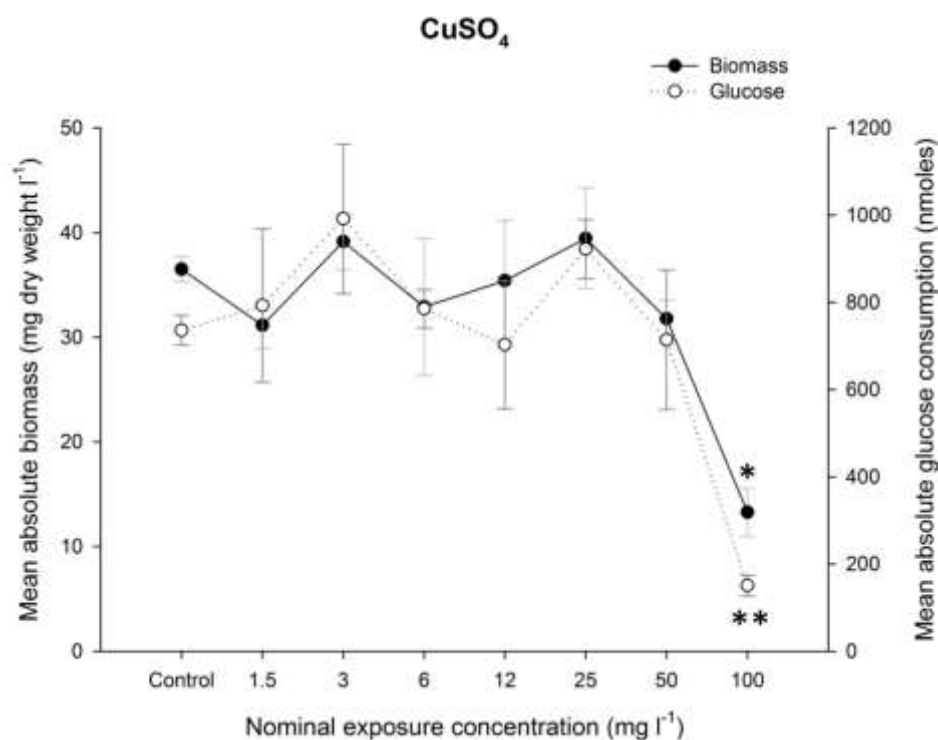 CuSO₄
Biomass
Glucose
Mean absolute biomass (mg dry weight l⁻¹)
50
40
30
20
10
0
1200
1000
800
600
400
200
0
Mean absolute glucose consumption (nmoles)
*
**
Control 1.5 3 6 12 25 50 100
Nominal exposure concentration (mg l⁻¹)